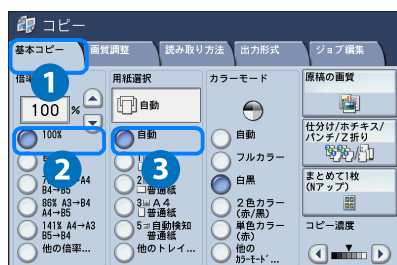 コピー
基本コピー
画質調整
読み取り方法
出力形式
ジョブ編集
1
100 %
100%
2
A4
B4→B5
86% A3→B4
A4→B5
141% A4→A3
B5→B4
他の倍率...
用紙選択
自動
自動
3
普通紙
3 A4
普通紙
5 自動検知
普通紙
他のトレイ...
カラーモード
自動
フルカラー
白黒
2色カラー
(赤/黒)
単色カラー
(赤)
他の
カラーモード...
原稿の画質
仕分け/ホチキス/
パンチ/Z折り
まとめて1枚
(Nアップ)
コピー濃度